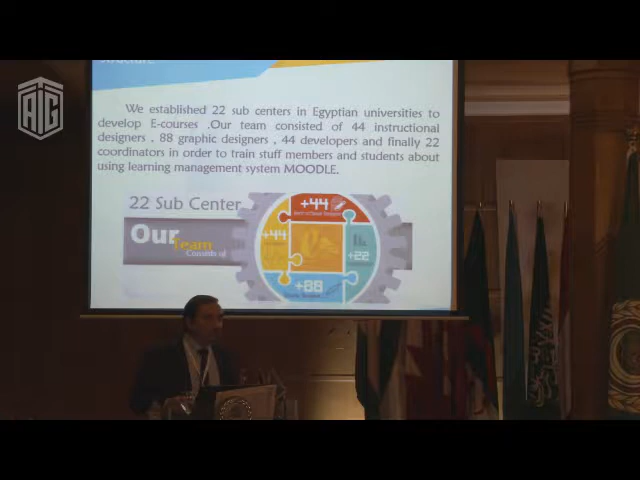 AIG
We established 22 sub centers in Egyptian universities to
develop E-courses .Our team consisted of 44 instructional
designers , 88 graphic designers , 44 developers and finally 22
coordinators in order to train stuff members and students about
using learning management system MOODLE.
22 Sub Center
Our
Team
Consists of
+44
+44
+22
+88